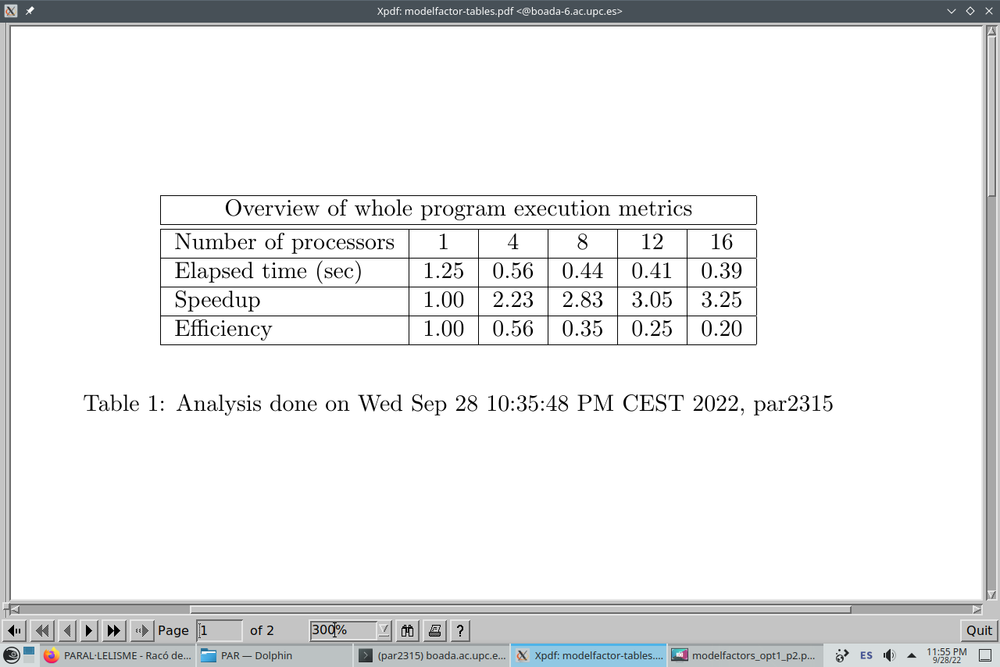 Xpdf: modelfactor-tables.pdf <@boada-6.ac.upc.es>
Overview of whole program execution metrics
Number of processors 1 4 8 12 16
Elapsed time (sec) 1.25 0.56 0.44 0.41 0.39
Speedup 1.00 2.23 2.83 3.05 3.25
Efficiency 1.00 0.56 0.35 0.25 0.20
Table 1: Analysis done on Wed Sep 28 10:35:48 PM CEST 2022, par2315
Page 1 of 2 300% ? Quit
PARAL·LELISME - Racó de... PAR — Dolphin (par2315) boada.ac.upc.e... Xpdf: modelfactor-tables.... modelfactors_opt1_p2.p... ES 11:55 PM
9/28/22